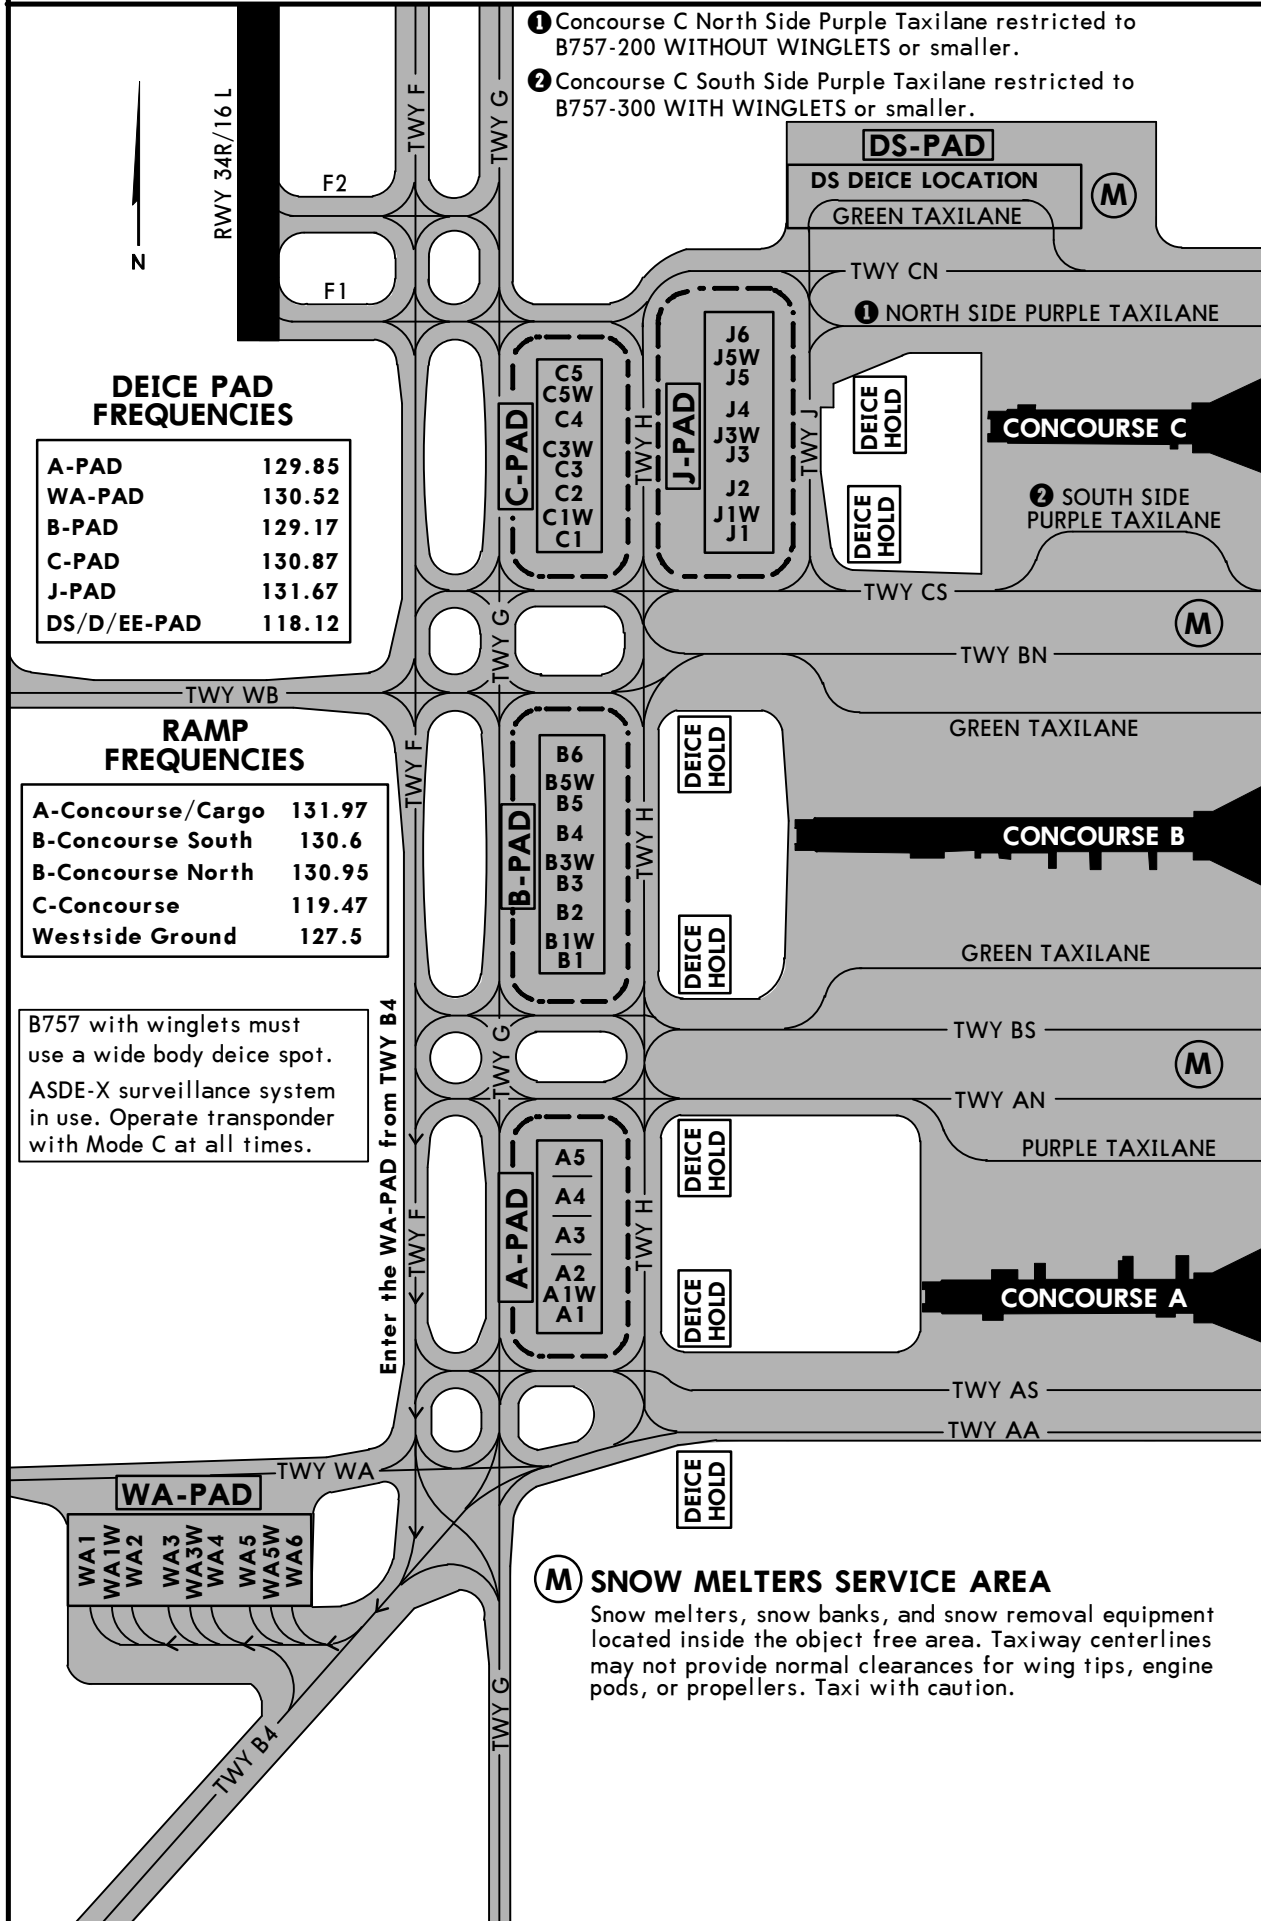 ❶ Concourse C North Side Purple Taxilane restricted to
B757-200 WITHOUT WINGLETS or smaller.
❷ Concourse C South Side Purple Taxilane restricted to
B757-300 WITH WINGLETS or smaller.
RWY 34R/16 L
TWY F
TWY G
N
F2
F1
DS-PAD
DS DEICE LOCATION
GREEN TAXILANE
M
TWY CN
❶ NORTH SIDE PURPLE TAXILANE
DEICE PAD
FREQUENCIES
A-PAD 129.85
WA-PAD 130.52
B-PAD 129.17
C-PAD 130.87
J-PAD 131.67
DS/D/EE-PAD 118.12
C-PAD
C5
C5W
C4
C3W
C3
C2
C1W
C1
TWY H
J-PAD
J6
J5W
J5
J4
J3W
J3
J2
J1W
J1
TWY J
DEICE
HOLD
DEICE
HOLD
CONCOURSE C
❷ SOUTH SIDE
PURPLE TAXILANE
TWY CS
M
TWY G
TWY BN
TWY WB
GREEN TAXILANE
RAMP
FREQUENCIES
A-Concourse/Cargo 131.97
B-Concourse South 130.6
B-Concourse North 130.95
C-Concourse 119.47
Westside Ground 127.5
TWY F
B-PAD
B6
B5W
B5
B4
B3W
B3
B2
B1W
B1
TWY H
DEICE
HOLD
DEICE
HOLD
CONCOURSE B
GREEN TAXILANE
TWY BS
M
B757 with winglets must
use a wide body deice spot.
ASDE-X surveillance system
in use. Operate transponder
with Mode C at all times.
Enter the WA-PAD from TWY B4
TWY G
TWY AN
PURPLE TAXILANE
TWY F
A-PAD
A5
A4
A3
A2
A1W
A1
TWY H
DEICE
HOLD
DEICE
HOLD
CONCOURSE A
TWY AS
TWY AA
DEICE
HOLD
TWY WA
WA-PAD
WA1
WA1W
WA2
WA3
WA3W
WA4
WA5
WA5W
WA6
TWY B4
TWY G
M SNOW MELTERS SERVICE AREA
Snow melters, snow banks, and snow removal equipment
located inside the object free area. Taxiway centerlines
may not provide normal clearances for wing tips, engine
pods, or propellers. Taxi with caution.